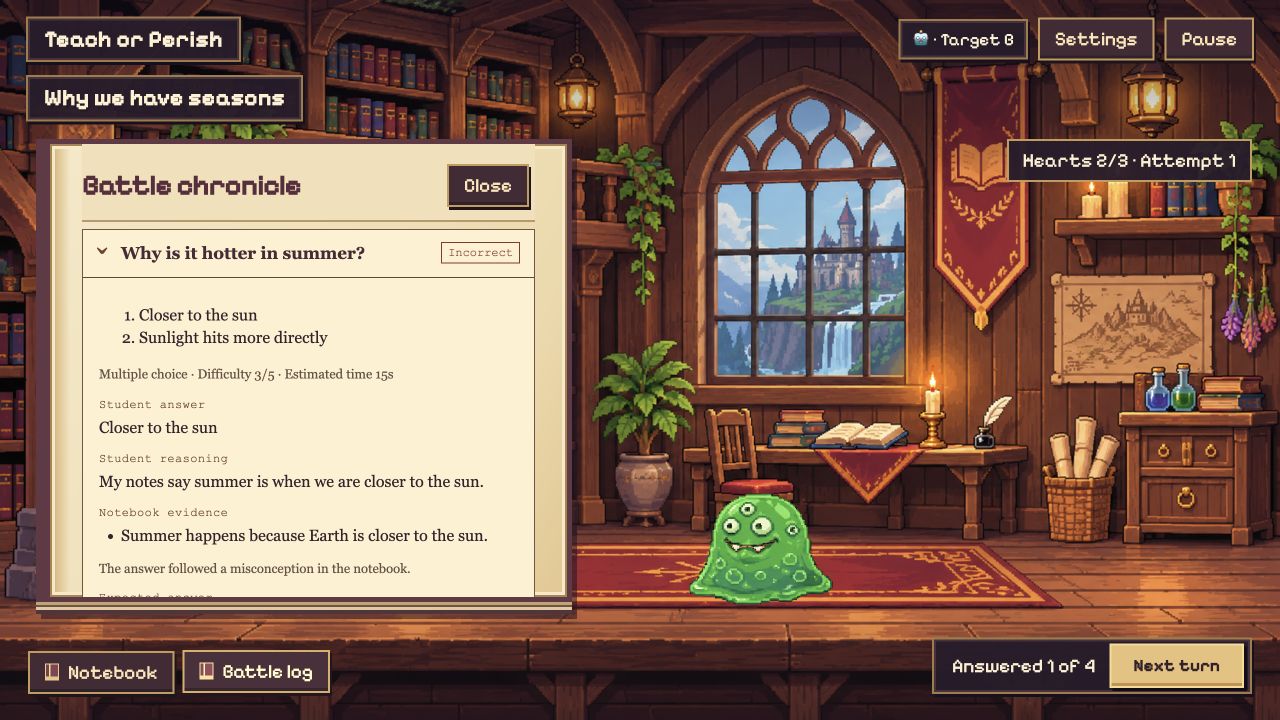 Teach or Perish
Why we have seasons
· Target B
Settings
Pause
Hearts 2/3 · Attempt 1
Battle chronicle
Close
Why is it hotter in summer?
Incorrect
1. Closer to the sun
2. Sunlight hits more directly
Multiple choice · Difficulty 3/5 · Estimated time 15s
Student answer
Closer to the sun
Student reasoning
My notes say summer is when we are closer to the sun.
Notebook evidence
• Summer happens because Earth is closer to the sun.
The answer followed a misconception in the notebook.
Expected answer
Notebook
Battle log
Answered 1 of 4
Next turn